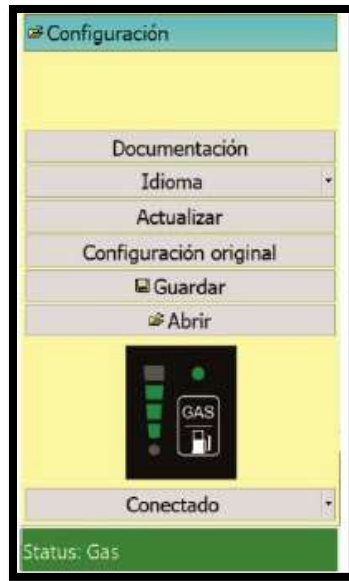 Configuración
Documentación
Idioma
Actualizar
Configuración original
Guardar
Abrir
GAS
Conectado
Status: Gas